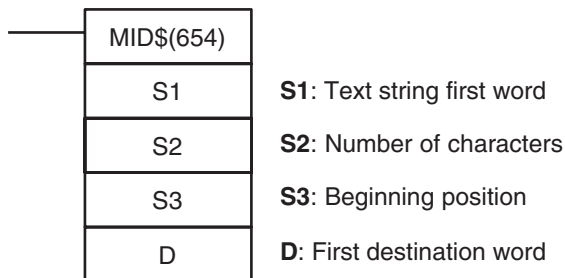 MID$(654)
S1 S1: Text string first word
S2 S2: Number of characters
S3 S3: Beginning position
D D: First destination word